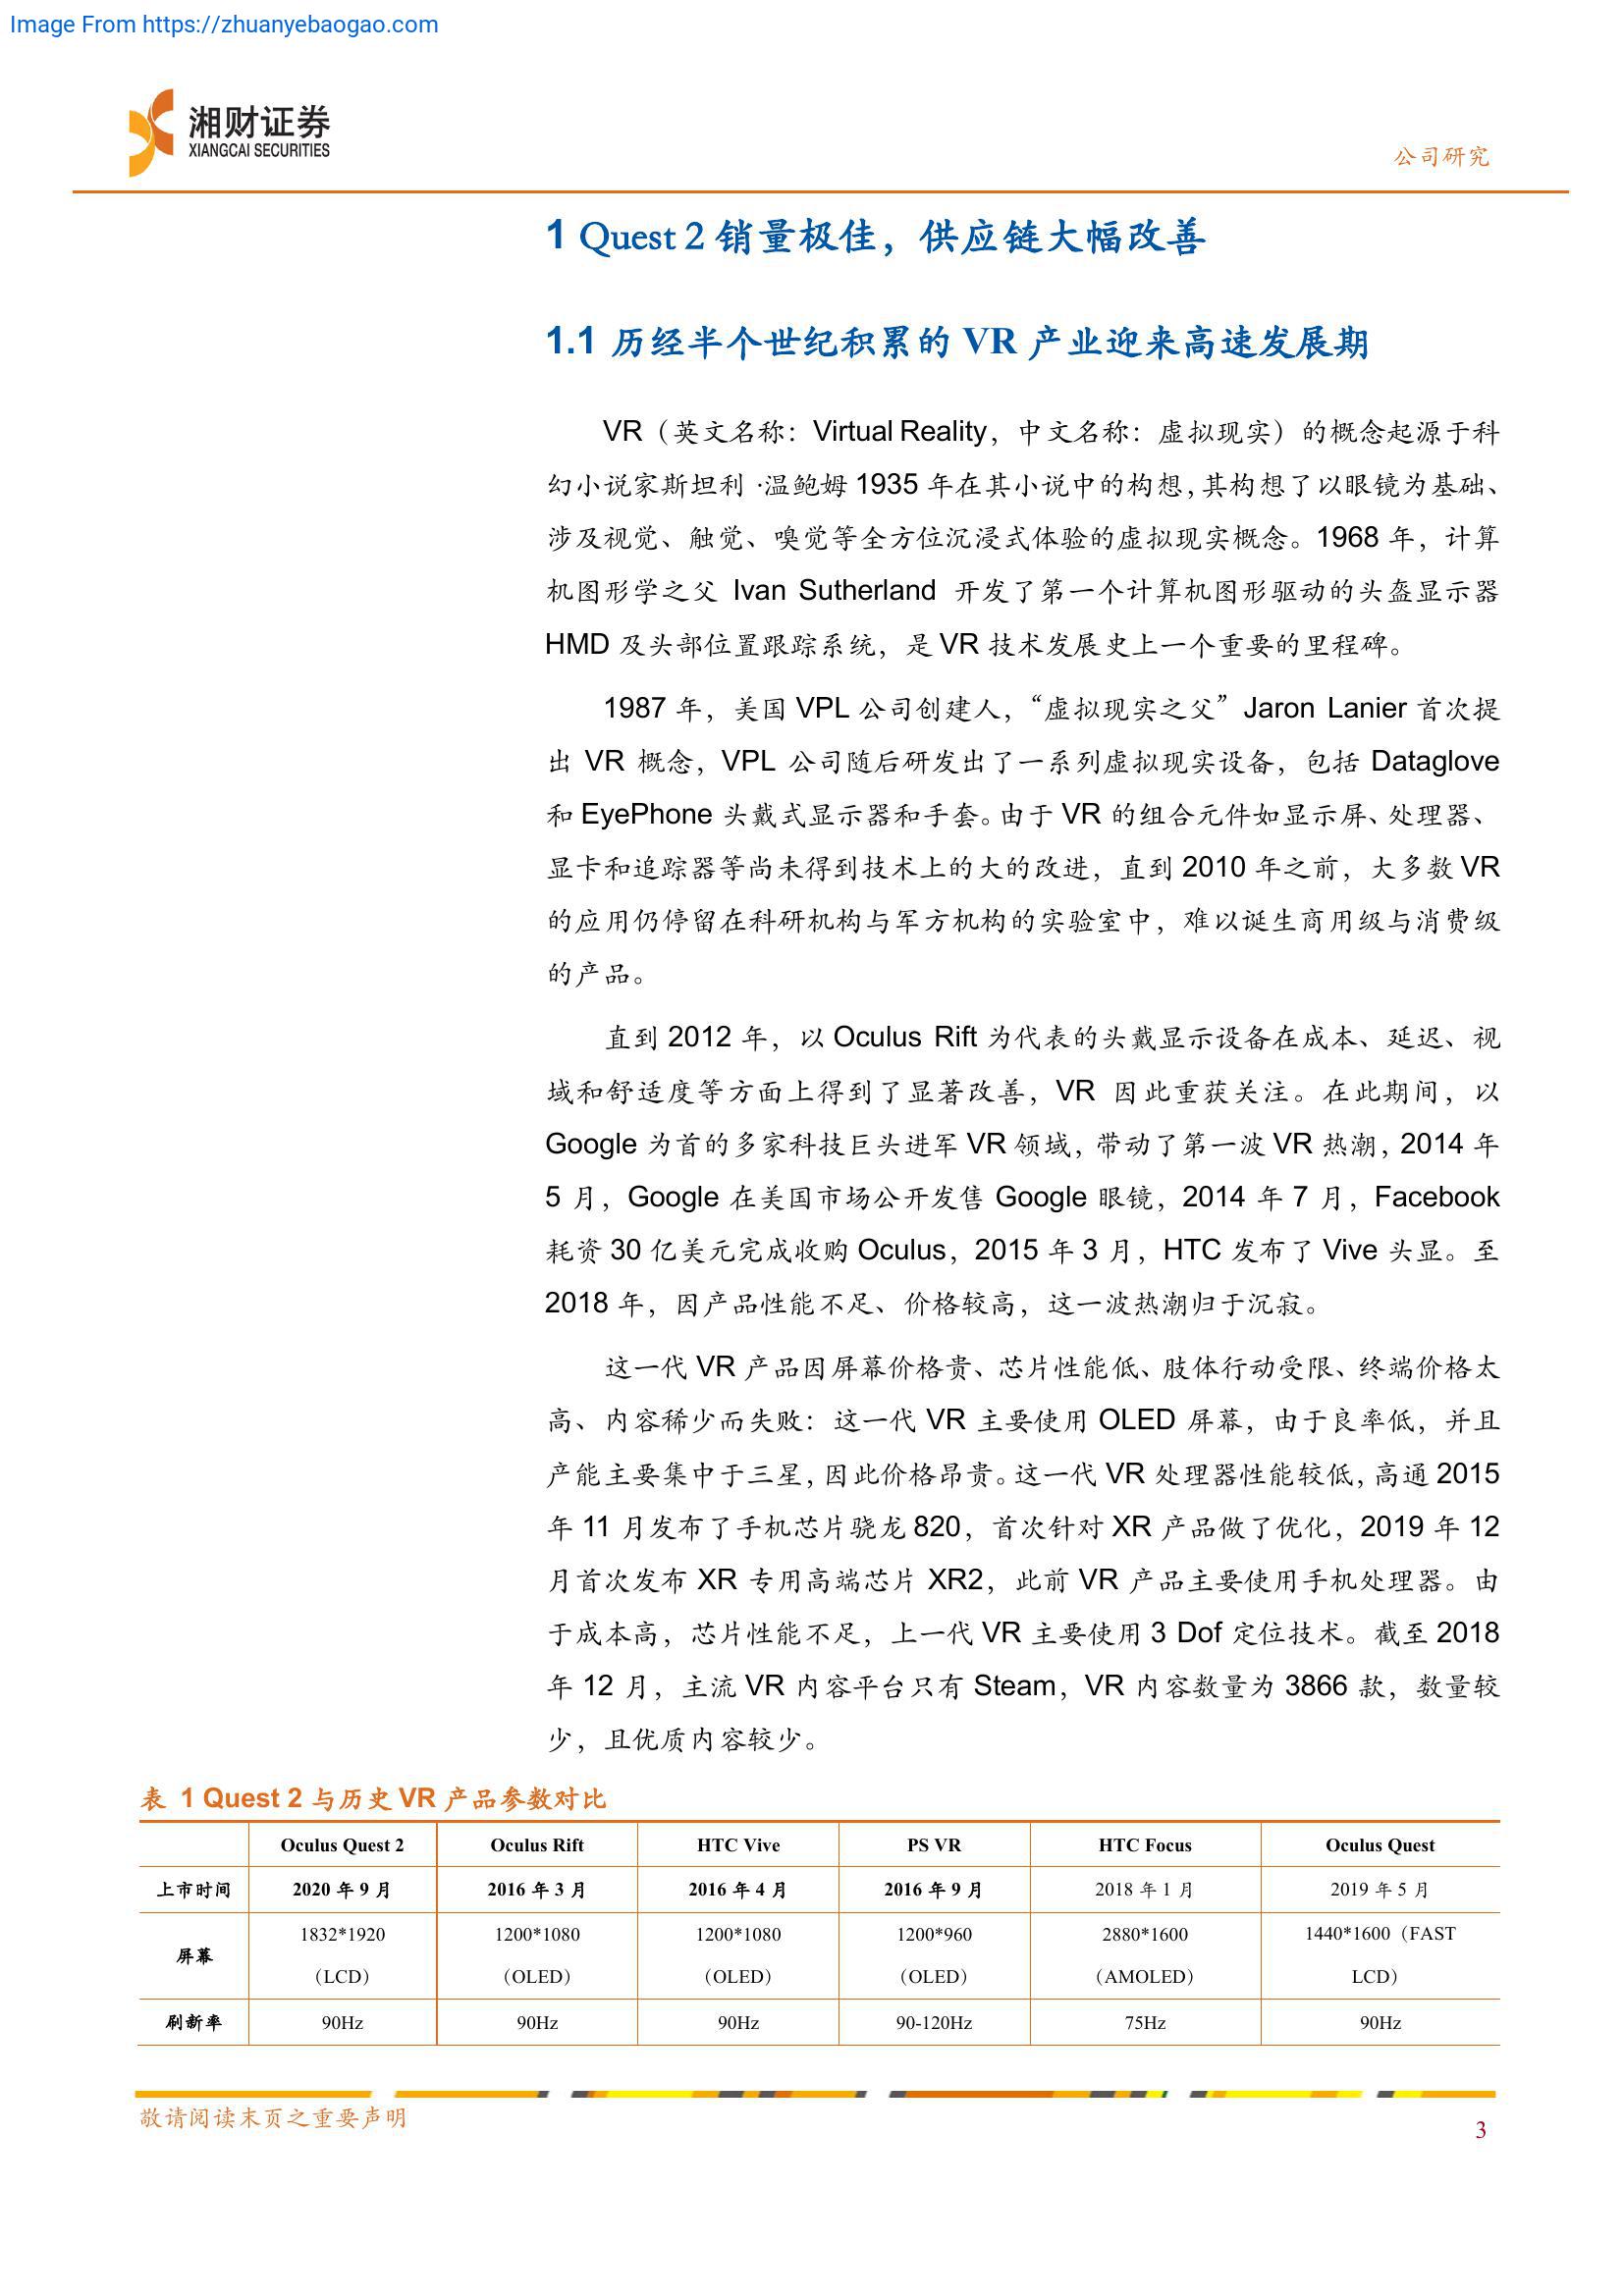 Image From https://zhuanyebaogao.com
湘财证券
XIANGCAI SECURITIES
公司研究
1 Quest 2 销量极佳，供应链大幅改善
1.1 历经半个世纪积累的 VR 产业迎来高速发展期
VR（英文名称：Virtual Reality，中文名称：虚拟现实）的概念起源于科
幻小说家斯坦利·温鲍姆 1935 年在其小说中的构想，其构想了以眼镜为基础、
涉及视觉、触觉、嗅觉等全方位沉浸式体验的虚拟现实概念。1968 年，计算
机图形学之父 Ivan Sutherland 开发了第一个计算机图形驱动的头盔显示器
HMD 及头部位置跟踪系统，是 VR 技术发展史上一个重要的里程碑。
1987 年，美国 VPL 公司创建人，“虚拟现实之父”Jaron Lanier 首次提
出 VR 概念，VPL 公司随后研发出了一系列虚拟现实设备，包括 Dataglove
和 EyePhone 头戴式显示器和手套。由于 VR 的组合元件如显示屏、处理器、
显卡和追踪器等尚未得到技术上的大的改进，直到 2010 年之前，大多数 VR
的应用仍停留在科研机构与军方机构的实验室中，难以诞生商用级与消费级
的产品。
直到 2012 年，以 Oculus Rift 为代表的头戴显示设备在成本、延迟、视
域和舒适度等方面上得到了显著改善，VR 因此重获关注。在此期间，以
Google 为首的多家科技巨头进军 VR 领域，带动了第一波 VR 热潮，2014 年
5 月，Google 在美国市场公开发售 Google 眼镜，2014 年 7 月，Facebook
耗资 30 亿美元完成收购 Oculus，2015 年 3 月，HTC 发布了 Vive 头显。至
2018 年，因产品性能不足、价格较高，这一波热潮归于沉寂。
这一代 VR 产品因屏幕价格贵、芯片性能低、肢体行动受限、终端价格太
高、内容稀少而失败：这一代 VR 主要使用 OLED 屏幕，由于良率低，并且
产能主要集中于三星，因此价格昂贵。这一代 VR 处理器性能较低，高通 2015
年 11 月发布了手机芯片骁龙 820，首次针对 XR 产品做了优化，2019 年 12
月首次发布 XR 专用高端芯片 XR2，此前 VR 产品主要使用手机处理器。由
于成本高，芯片性能不足，上一代 VR 主要使用 3 Dof 定位技术。截至 2018
年 12 月，主流 VR 内容平台只有 Steam，VR 内容数量为 3866 款，数量较
少，且优质内容较少。
表 1 Quest 2 与历史 VR 产品参数对比
Oculus Quest 2 Oculus Rift HTC Vive PS VR HTC Focus Oculus Quest
上市时间 2020 年 9 月 2016 年 3 月 2016 年 4 月 2016 年 9 月 2018 年 1 月 2019 年 5 月
屏幕 1832*1920 1200*1080 1200*1080 1200*960 2880*1600 1440*1600（FAST
（LCD） （OLED） （OLED） （OLED） （AMOLED） LCD）
刷新率 90Hz 90Hz 90Hz 90-120Hz 75Hz 90Hz
敬请阅读末页之重要声明
3